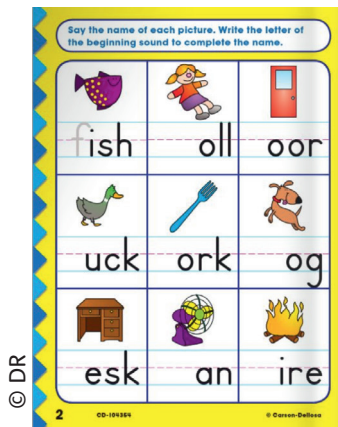 Say the name of each picture. Write the letter of
the beginning sound to complete the name.
fish oll oor
uck ork og
esk an ire
2 CD-104354 © Carson-Dellosa
© DR